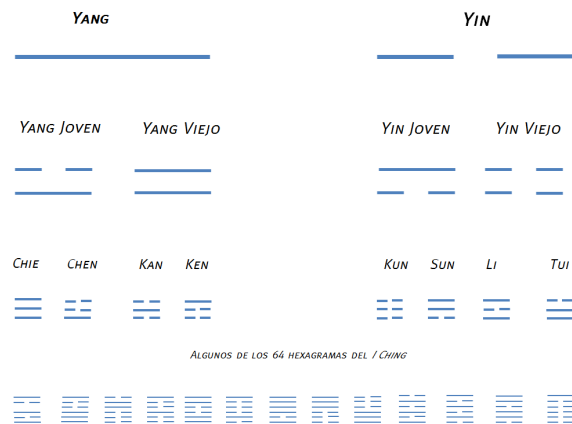 Yang Yin
Yang Joven Yang Viejo Yin Joven Yin Viejo
Chie Chen Kan Ken Kun Sun Li Tui
Algunos de los 64 hexagramas del I Ching